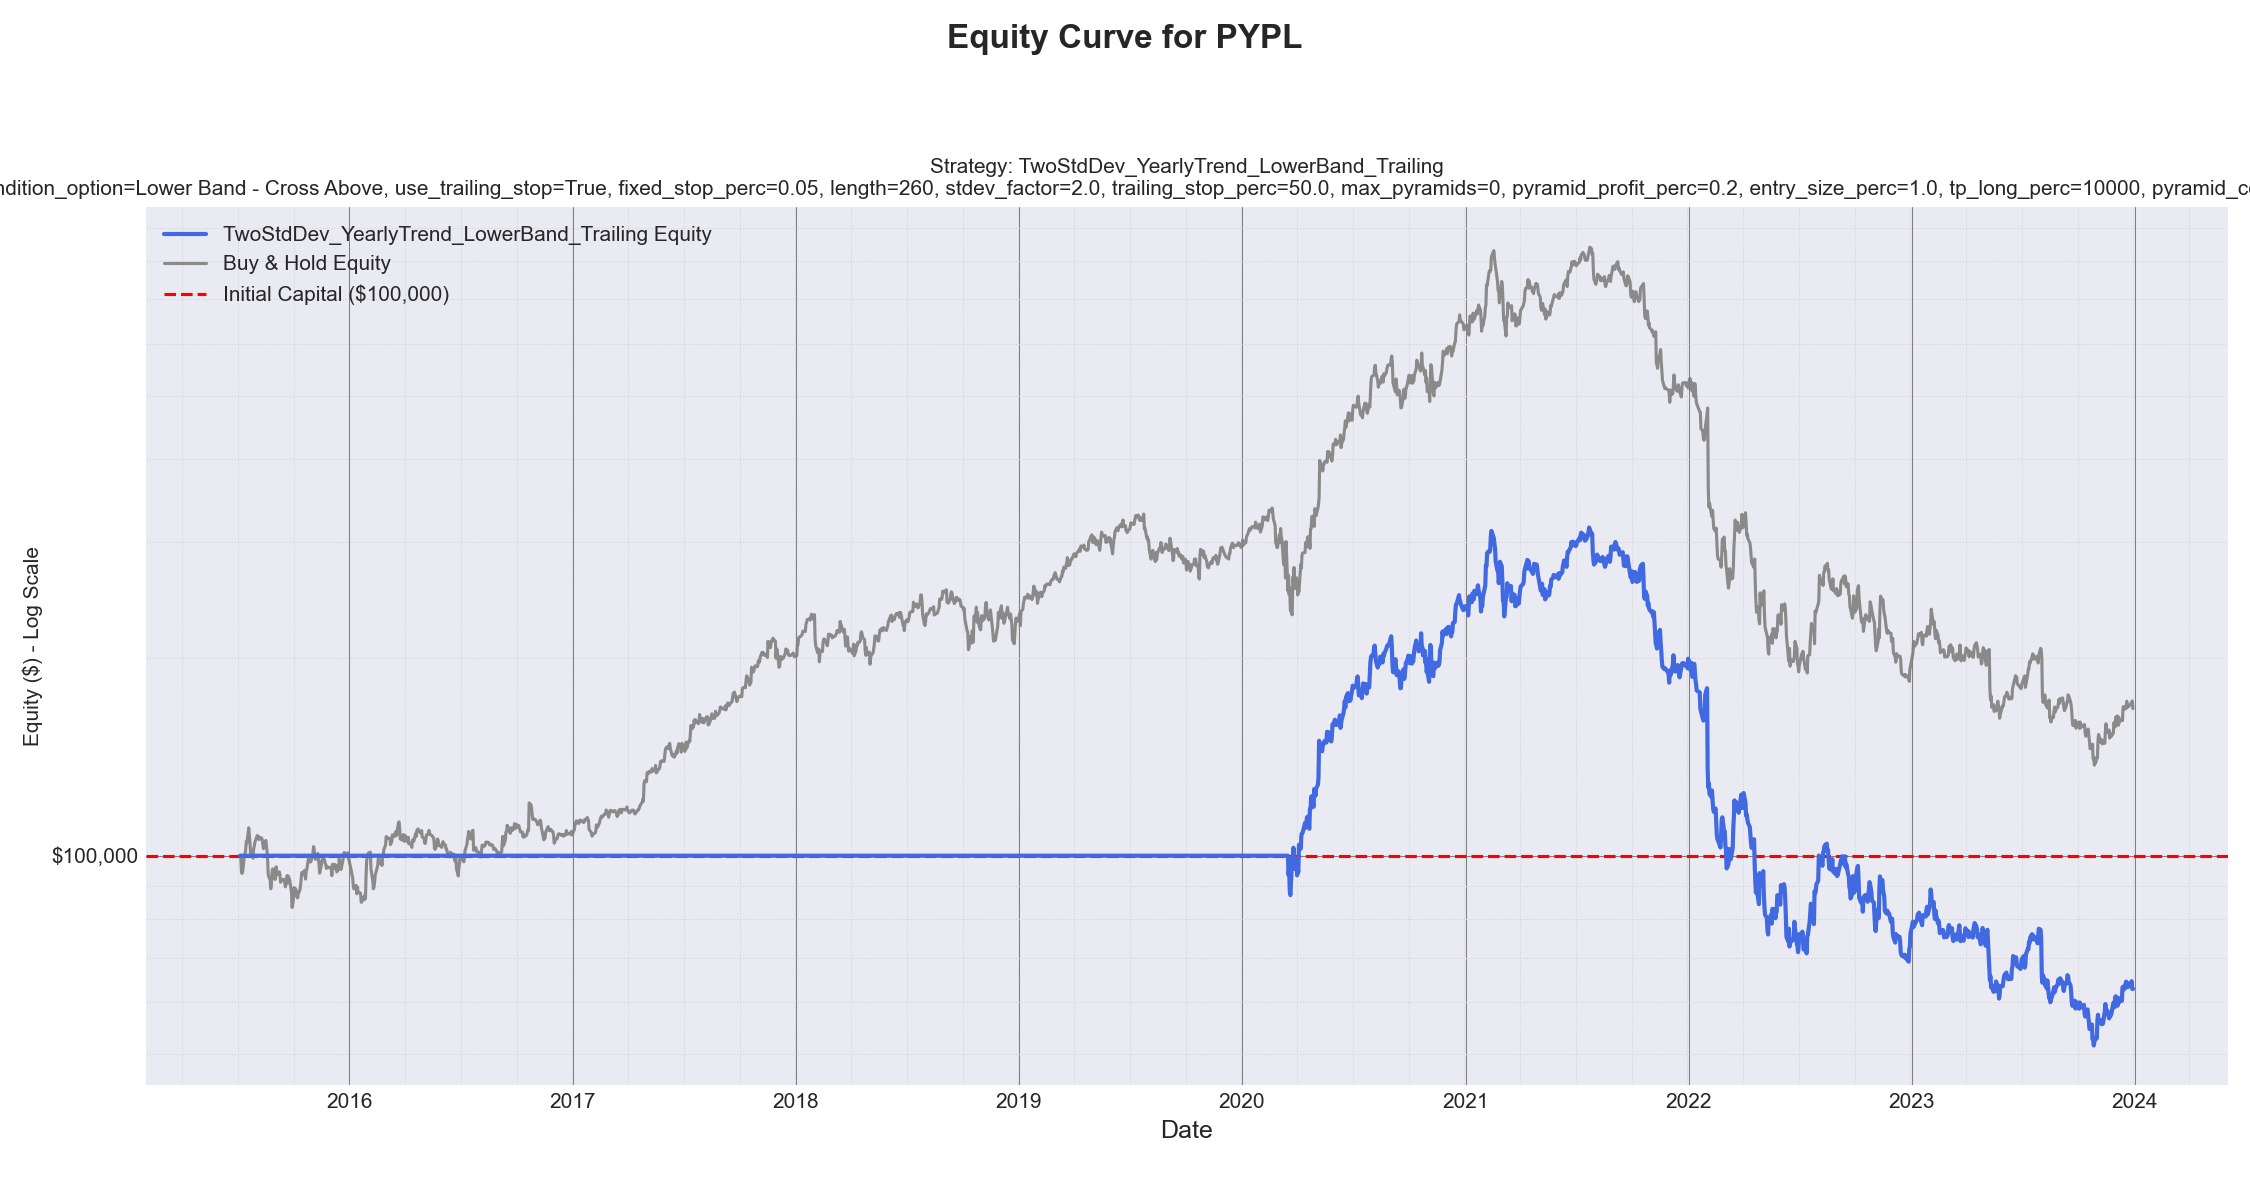 Equity Curve for PYPL
Strategy: TwoStdDev_YearlyTrend_LowerBand_Trailing
ndition_option=Lower Band - Cross Above, use_trailing_stop=True, fixed_stop_perc=0.05, length=260, stdev_factor=2.0, trailing_stop_perc=50.0, max_pyramids=0, pyramid_profit_perc=0.2, entry_size_perc=1.0, tp_long_perc=10000, pyramid_c
TwoStdDev_YearlyTrend_LowerBand_Trailing Equity
Buy & Hold Equity
Initial Capital ($100,000)
Equity ($) - Log Scale
$100,000
2016 2017 2018 2019 2020 2021 2022 2023 2024
Date